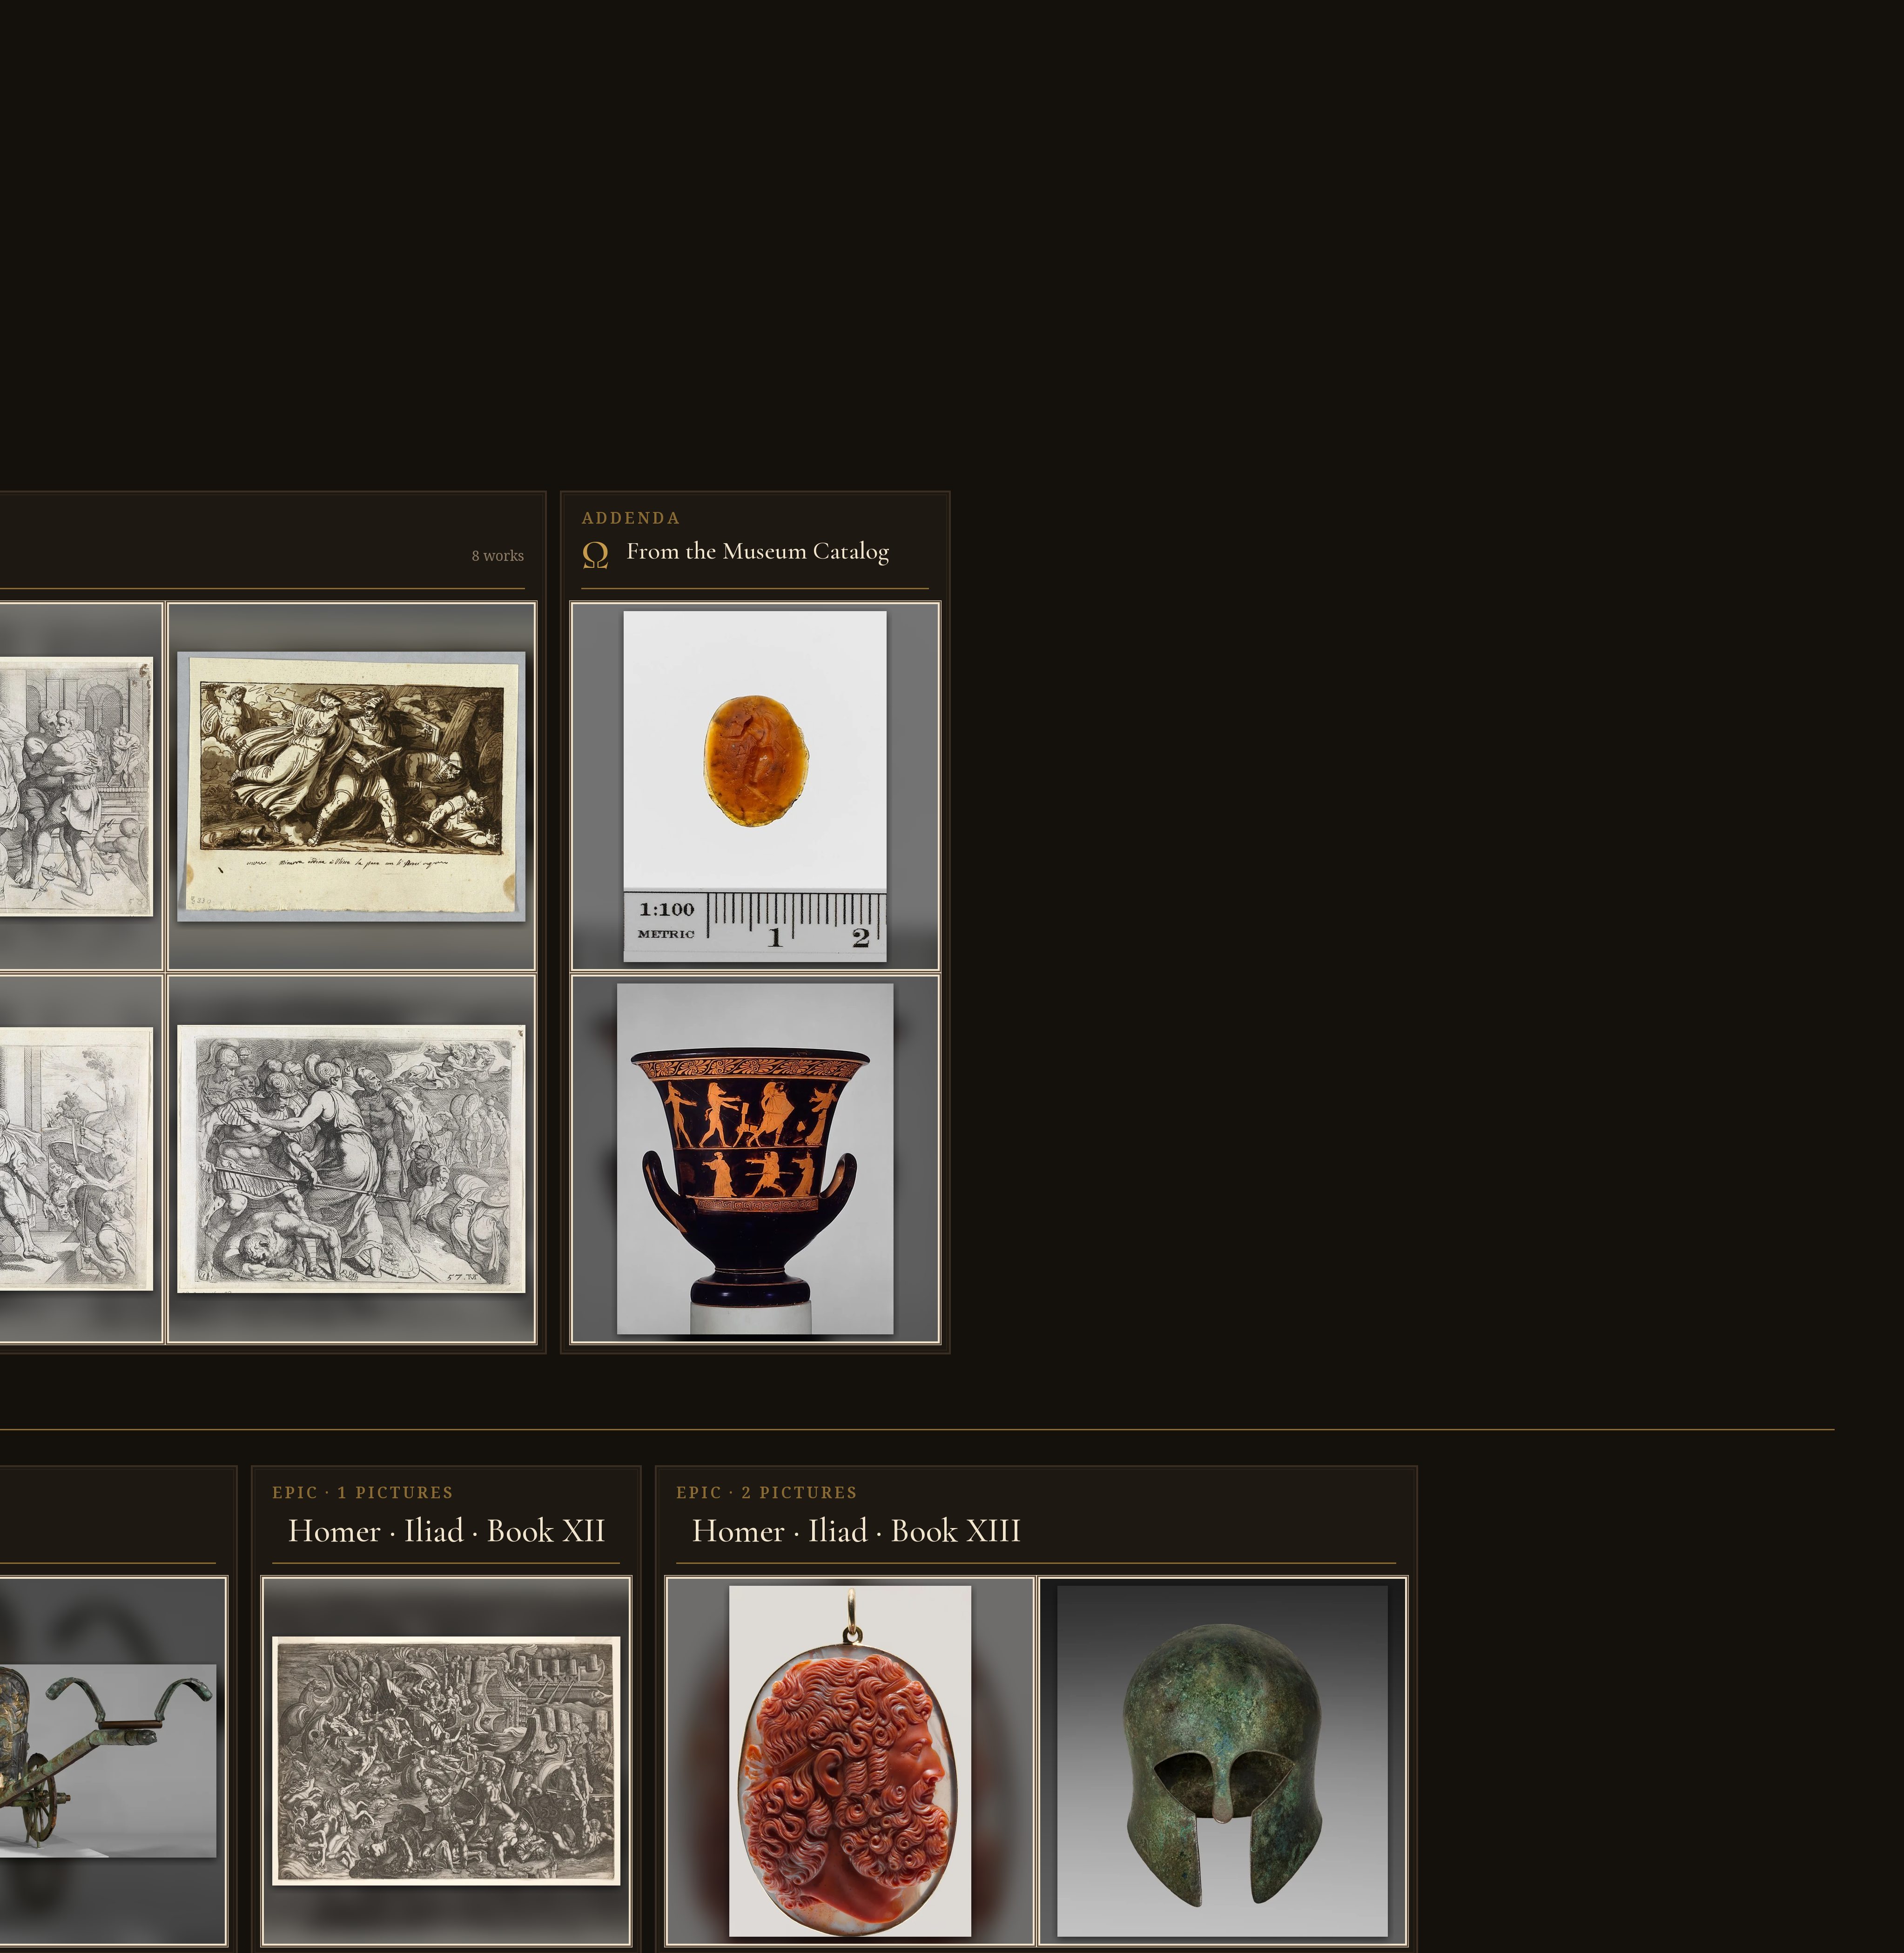 8 works
ADDENDA
Ω From the Museum Catalog
1:100
METRIC
1 2
EPIC · 1 PICTURES
Homer · Iliad · Book XII
EPIC · 2 PICTURES
Homer · Iliad · Book XIII